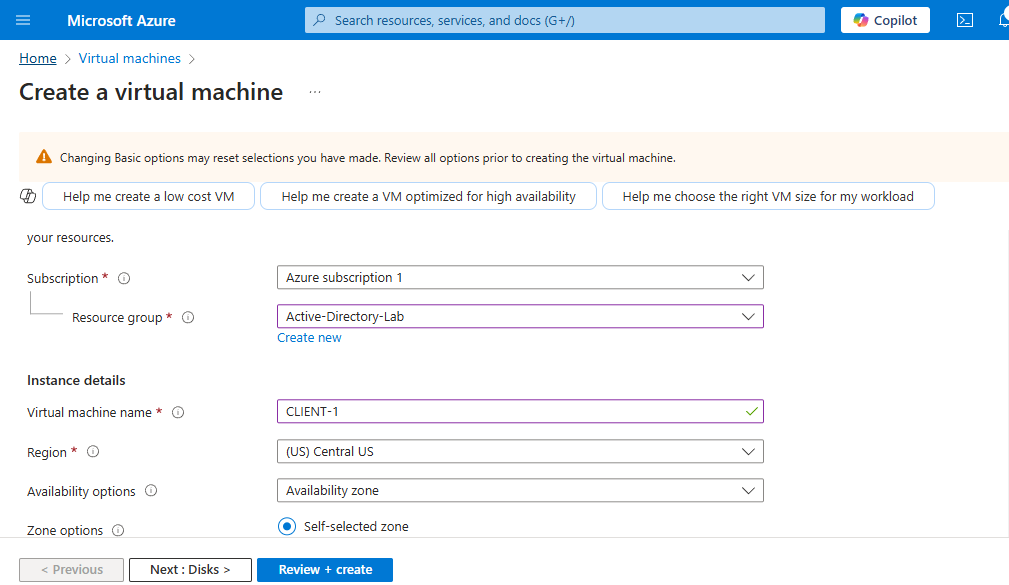 Microsoft Azure
Search resources, services, and docs (G+/)
Copilot
Home > Virtual machines >
Create a virtual machine ...
Changing Basic options may reset selections you have made. Review all options prior to creating the virtual machine.
Help me create a low cost VM
Help me create a VM optimized for high availability
Help me choose the right VM size for my workload
your resources.
Subscription *
Azure subscription 1
Resource group *
Active-Directory-Lab
Create new
Instance details
Virtual machine name *
CLIENT-1
Region *
(US) Central US
Availability options
Availability zone
Zone options
Self-selected zone
< Previous
Next : Disks >
Review + create